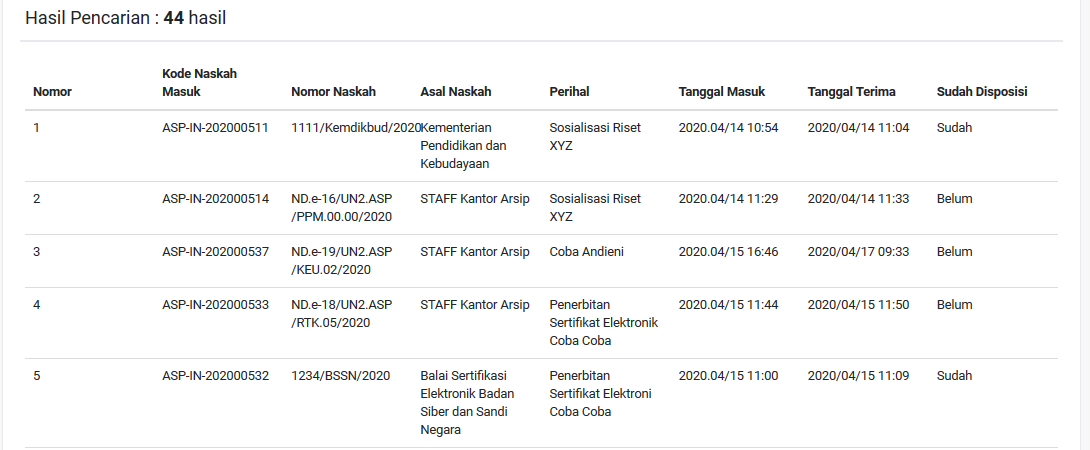 Hasil Pencarian : 44 hasil
Nomor Kode Naskah Masuk Nomor Naskah Asal Naskah Perihal Tanggal Masuk Tanggal Terima Sudah Disposisi
1 ASP-IN-202000511 1111/Kemdikbud/2020 Kementerian Sosialisasi Riset 2020.04/14 10:54 2020/04/14 11:04 Sudah
Pendidikan dan XYZ
Kebudayaan
2 ASP-IN-202000514 ND.e-16/UN2.ASP STAFF Kantor Arsip Sosialisasi Riset 2020.04/14 11:29 2020/04/14 11:33 Belum
/PPM.00.00/2020 XYZ
3 ASP-IN-202000537 ND.e-19/UN2.ASP STAFF Kantor Arsip Coba Andieni 2020.04/15 16:46 2020/04/17 09:33 Belum
/KEU.02/2020
4 ASP-IN-202000533 ND.e-18/UN2.ASP STAFF Kantor Arsip Penerbitan 2020.04/15 11:44 2020/04/15 11:50 Belum
/RTK.05/2020 Sertifikat Elektronik
Coba Coba
5 ASP-IN-202000532 1234/BSSN/2020 Balai Sertifikasi Penerbitan 2020.04/15 11:00 2020/04/15 11:09 Sudah
Elektronik Badan Sertifikat Elektroni
Siber dan Sandi Coba Coba
Negara